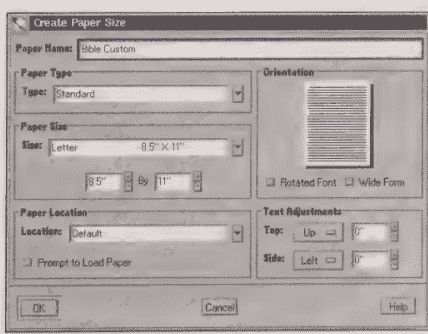 Create Paper Size
Paper Name: Bible Custom
Paper Type
Type: Standard
Orientation
Paper Size
Size: Letter 8.5" X 11"
8.5" By 11"
Rotated Font Wide Form
Paper Location
Location: Default
Prompt to Load Paper
Text Adjustments
Top: Up 0"
Side: Left 0"
OK Cancel Help